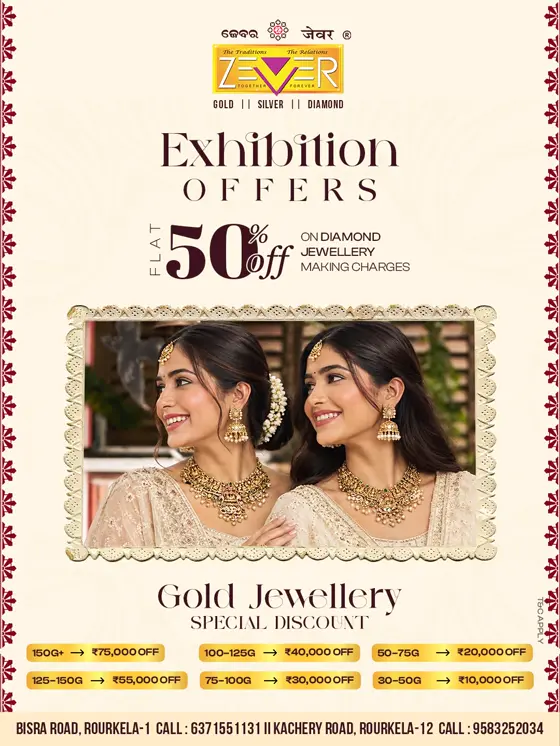 ଜେବର जेवर ®
The Traditions The Relations
ZEVER
TOGETHER FOREVER
GOLD || SILVER || DIAMOND
Exhibition
OFFERS
FLAT 50% off
ON DIAMOND
JEWELLERY
MAKING CHARGES
Gold Jewellery
SPECIAL DISCOUNT
T&C APPLY
150G+ → ₹75,000 OFF 100-125G → ₹40,000 OFF 50-75G → ₹20,000 OFF
125-150G → ₹55,000 OFF 75-100G → ₹30,000 OFF 30-50G → ₹10,000 OFF
BISRA ROAD, ROURKELA-1 CALL : 6371551131 II KACHERY ROAD, ROURKELA-12 CALL : 9583252034